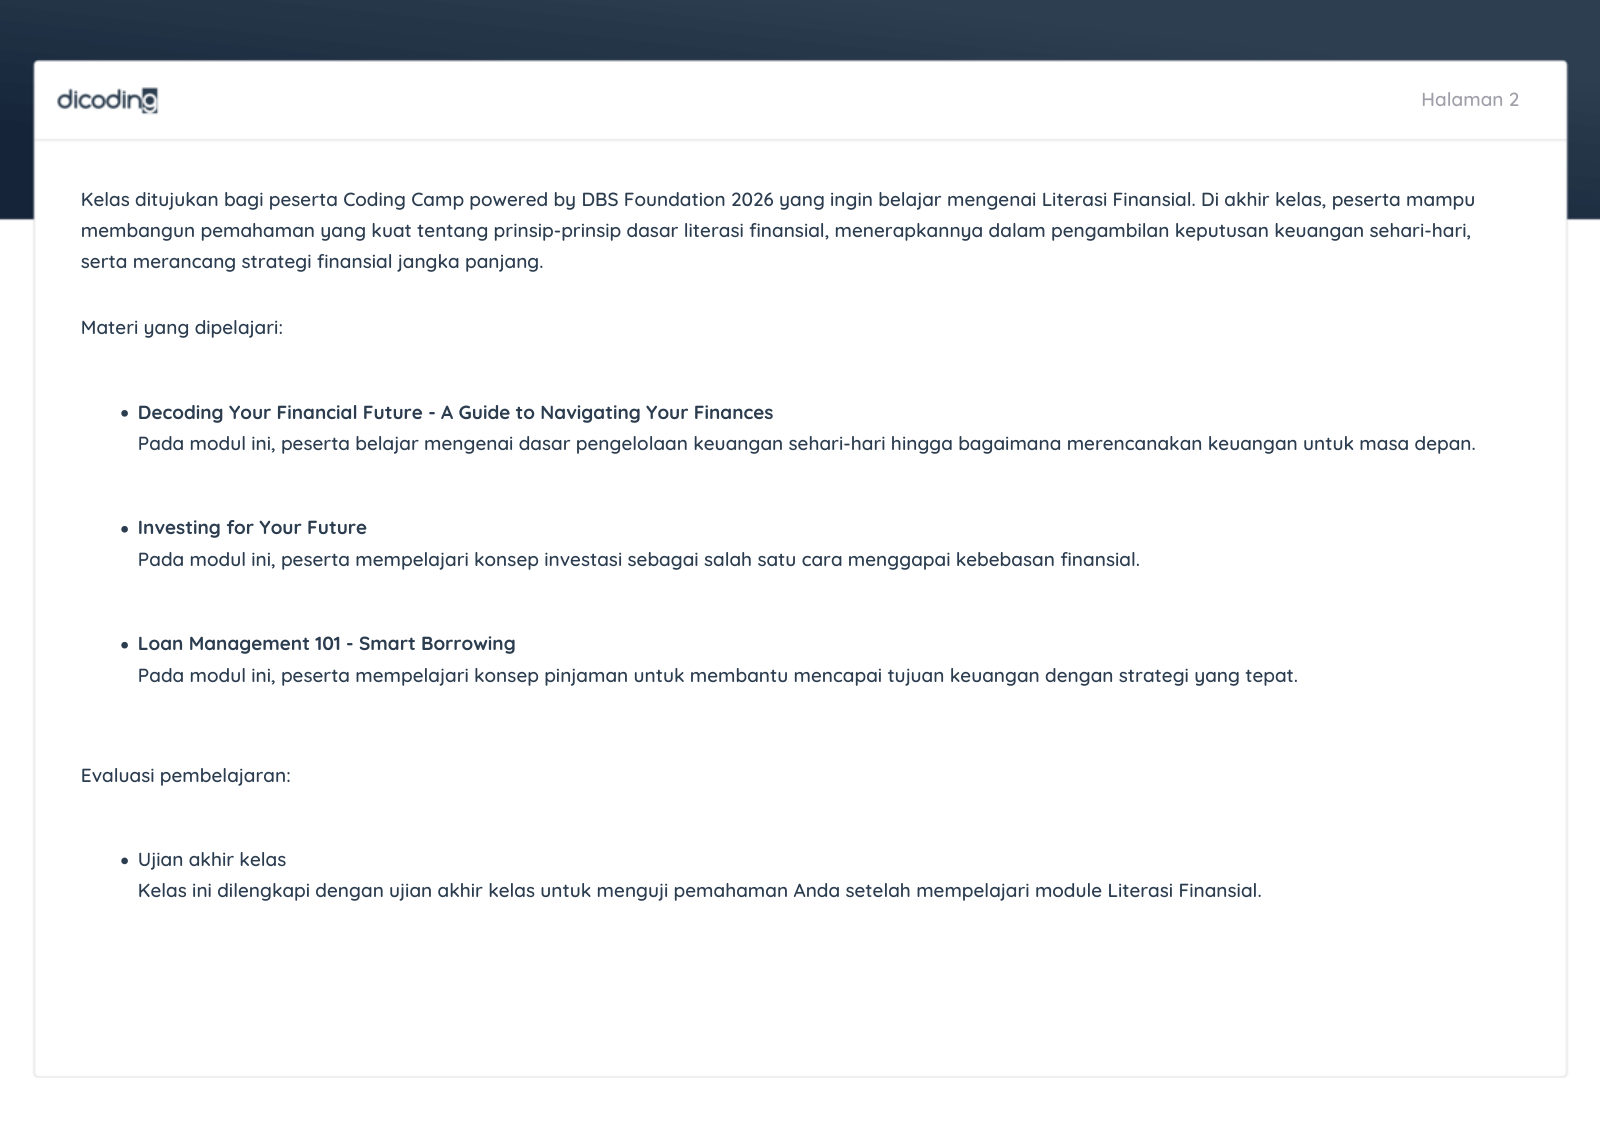 dicoding
Halaman 2
Kelas ditujukan bagi peserta Coding Camp powered by DBS Foundation 2026 yang ingin belajar mengenai Literasi Finansial. Di akhir kelas, peserta mampu
membangun pemahaman yang kuat tentang prinsip-prinsip dasar literasi finansial, menerapkannya dalam pengambilan keputusan keuangan sehari-hari,
serta merancang strategi finansial jangka panjang.
Materi yang dipelajari:
• Decoding Your Financial Future - A Guide to Navigating Your Finances
Pada modul ini, peserta belajar mengenai dasar pengelolaan keuangan sehari-hari hingga bagaimana merencanakan keuangan untuk masa depan.
• Investing for Your Future
Pada modul ini, peserta mempelajari konsep investasi sebagai salah satu cara menggapai kebebasan finansial.
• Loan Management 101 - Smart Borrowing
Pada modul ini, peserta mempelajari konsep pinjaman untuk membantu mencapai tujuan keuangan dengan strategi yang tepat.
Evaluasi pembelajaran:
• Ujian akhir kelas
Kelas ini dilengkapi dengan ujian akhir kelas untuk menguji pemahaman Anda setelah mempelajari module Literasi Finansial.